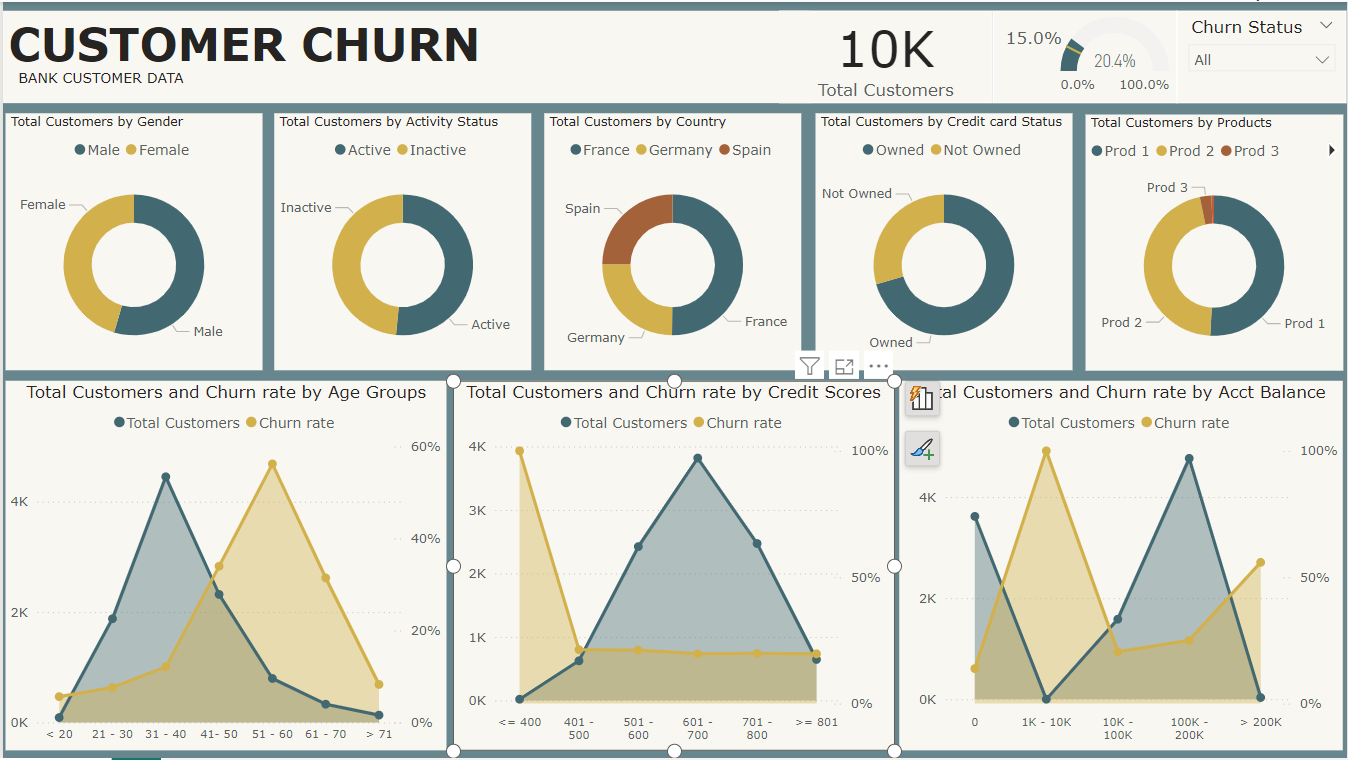 CUSTOMER CHURN
BANK CUSTOMER DATA
10K
Total Customers
15.0%
20.4%
0.0% 100.0%
Churn Status
All
Total Customers by Gender
Male Female
Female
Male
Total Customers by Activity Status
Active Inactive
Inactive
Active
Total Customers by Country
France Germany Spain
Spain
Germany
France
Total Customers by Credit card Status
Owned Not Owned
Not Owned
Owned
Total Customers by Products
Prod 1 Prod 2 Prod 3
Prod 3
Prod 2
Prod 1
Total Customers and Churn rate by Age Groups
Total Customers Churn rate
60%
4K
40%
2K
20%
0K
0%
< 20 21 - 30 31 - 40 41- 50 51- 60 61 - 70 > 71
Total Customers and Churn rate by Credit Scores
Total Customers Churn rate
4K
100%
3K
2K
50%
1K
0K
0%
<= 400 401 - 501 - 601 - 701 - >= 801
500 600 700 800
al Customers and Churn rate by Acct Balance
Total Customers Churn rate
100%
4K
50%
2K
0K
0%
0 1K - 10K 10K - 100K - > 200K
100K 200K